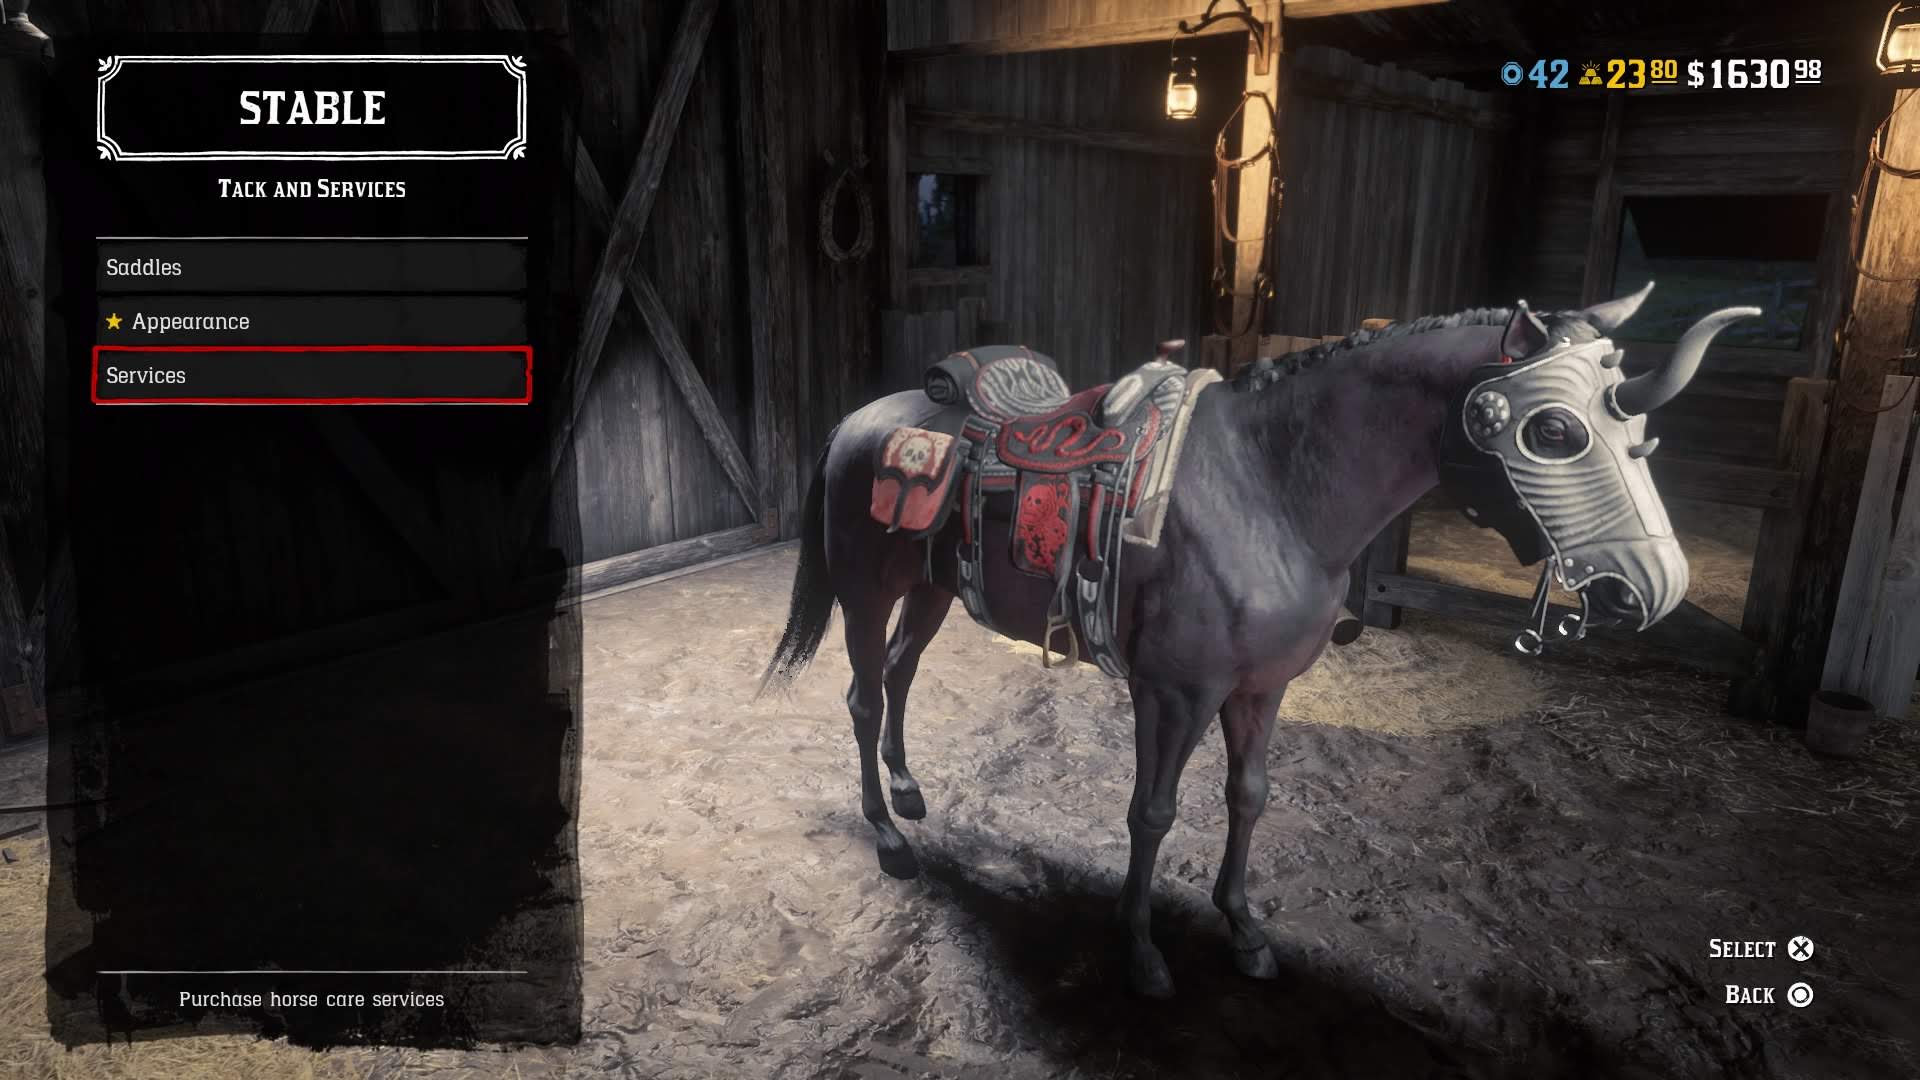 STABLE
42 23 80 $1630 98
TACK AND SERVICES
Saddles
Appearance
Services
SELECT
BACK
Purchase horse care services